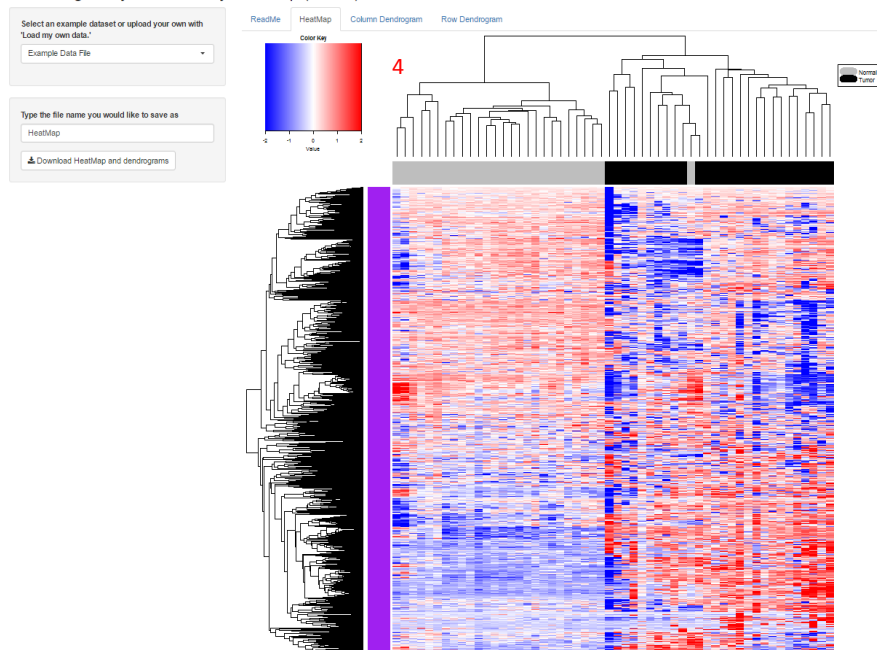 ReadMe
HeatMap
Column Dendrogram
Row Dendrogram
Select an example dataset or upload your own with
'Load my own data.'
Example Data File
Type the file name you would like to save as
HeatMap
Download HeatMap and dendrograms
Color Key
-2 -1 0 1 2
Value
4
Normal
Tumor